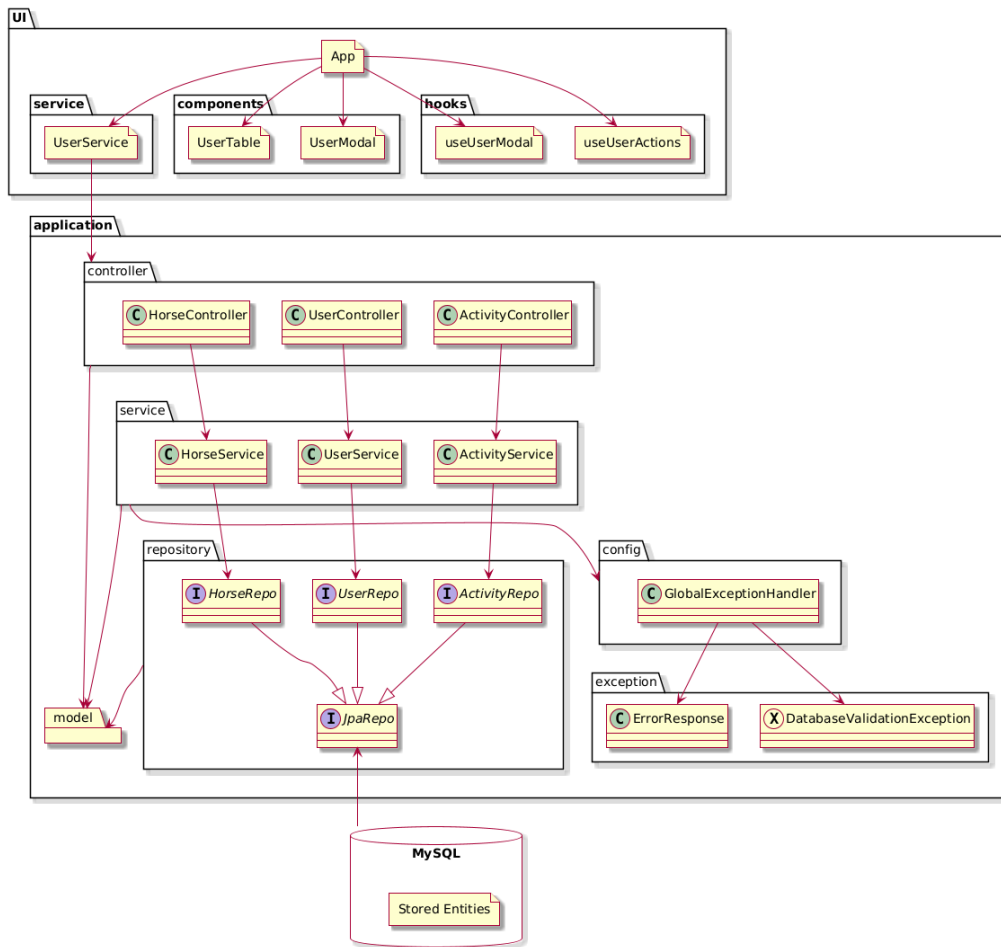 UI
App
service
components
hooks
UserService
UserTable
UserModal
useUserModal
useUserActions
application
controller
C HorseController
C UserController
C ActivityController
service
C HorseService
C UserService
C ActivityService
repository
config
I HorseRepo
I UserRepo
I ActivityRepo
C GlobalExceptionHandler
exception
model
I JpaRepo
C ErrorResponse
X DatabaseValidationException
MySQL
Stored Entities